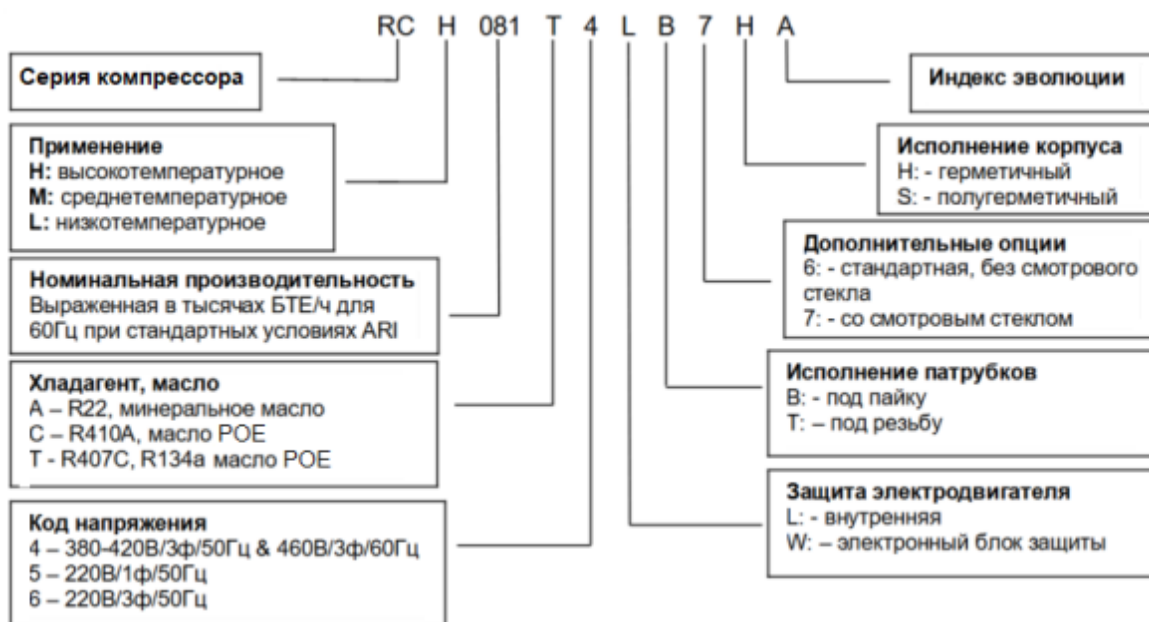 RC H 081 T 4 L B 7 H A
Серия компрессора
Применение
H: высокотемпературное
M: среднетемпературное
L: низкотемпературное
Номинальная производительность
Выраженная в тысячах БТЕ/ч для
60Гц при стандартных условиях ARI
Хладагент, масло
A – R22, минеральное масло
C – R410A, масло POE
T - R407C, R134a масло POE
Код напряжения
4 – 380-420В/3ф/50Гц & 460В/3ф/60Гц
5 – 220В/1ф/50Гц
6 – 220В/3ф/50Гц
Индекс эволюции
Исполнение корпуса
H: - герметичный
S: - полугерметичный
Дополнительные опции
6: - стандартная, без смотрового
стекла
7: - со смотровым стеклом
Исполнение патрубков
B: - под пайку
T: – под резьбу
Защита электродвигателя
L: - внутренняя
W: – электронный блок защиты